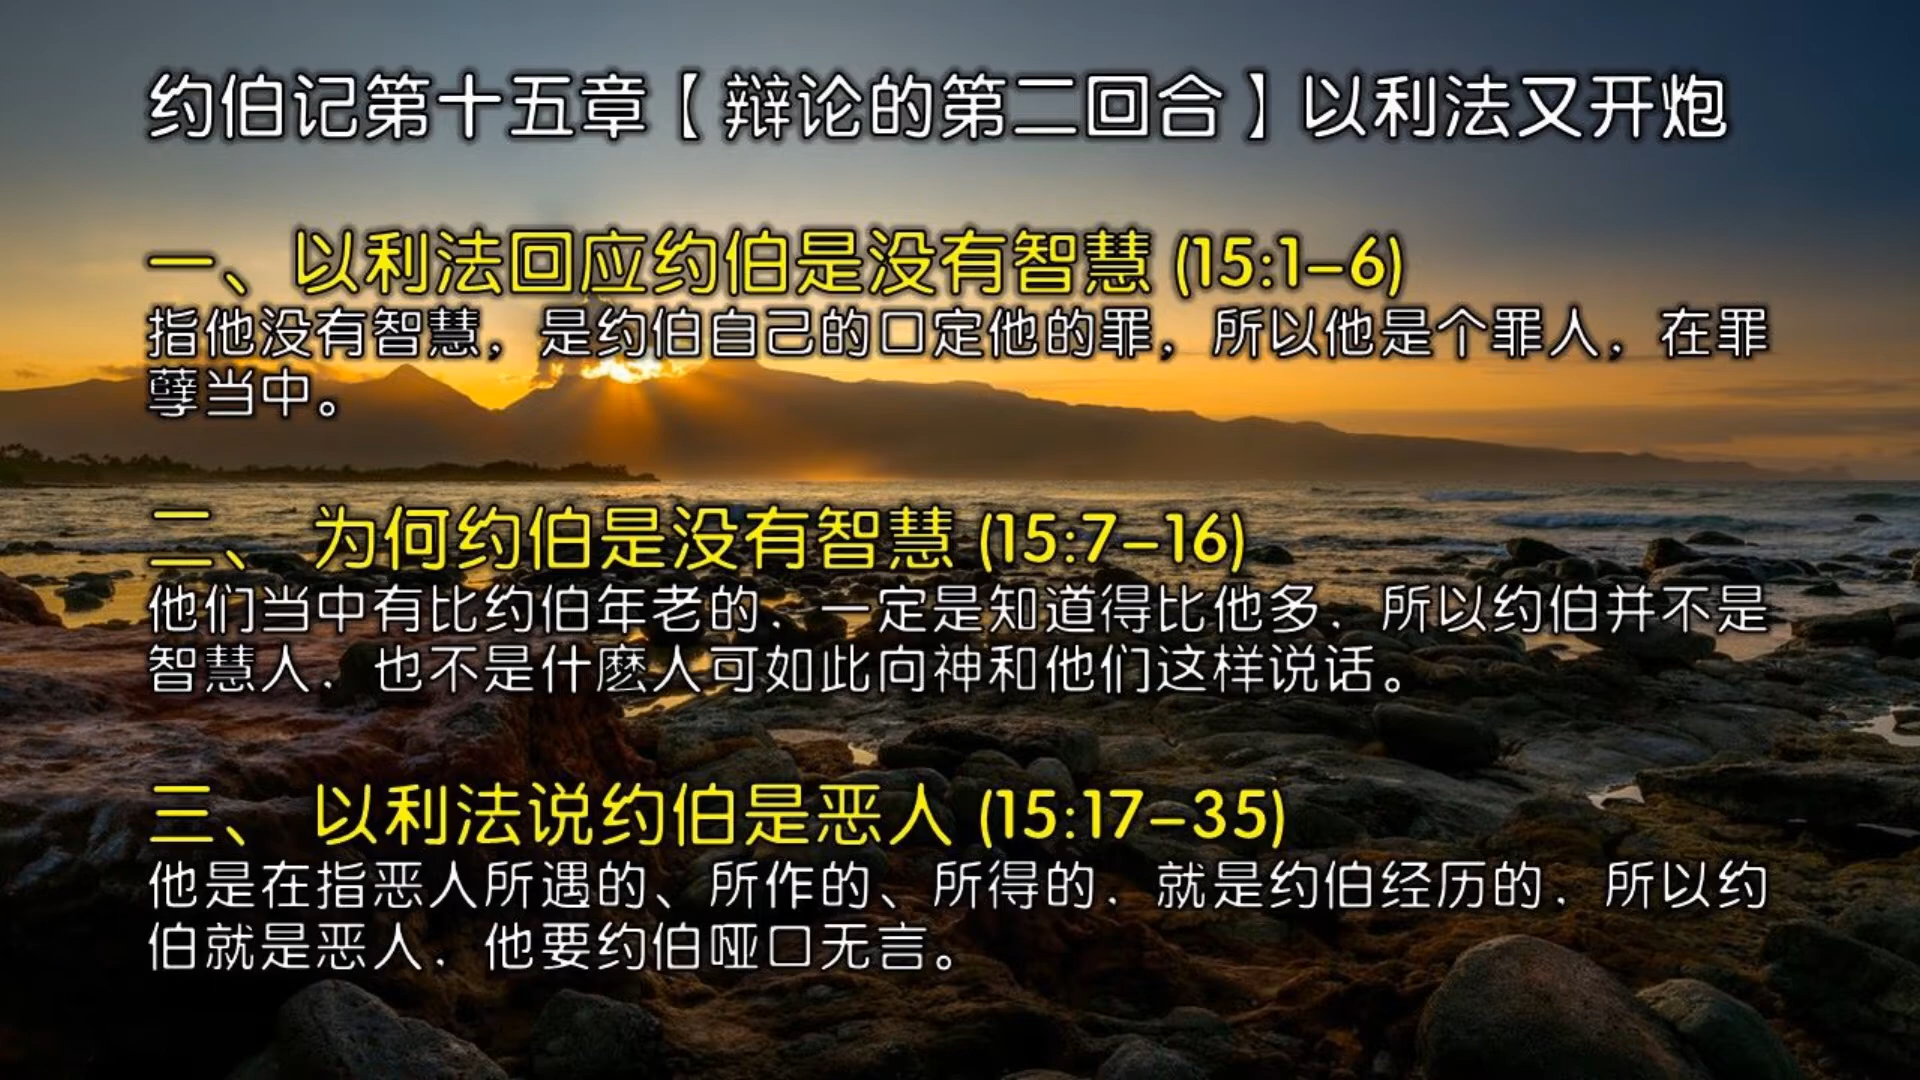 约伯记第十五章【辩论的第二回合】以利法又开炮
一、以利法回应约伯是没有智慧 (15:1–6)
指他没有智慧，是约伯自己的口定他的罪，所以他是个罪人，在罪
孽当中。
二、 为何约伯是没有智慧 (15:7–16)
他们当中有比约伯年老的，一定是知道得比他多，所以约伯并不是
智慧人，也不是什麽人可如此向神和他们这样说话。
三、 以利法说约伯是恶人 (15:17–35)
他是在指恶人所遇的、所作的、所得的，就是约伯经历的，所以约
伯就是恶人，他要约伯哑口无言。